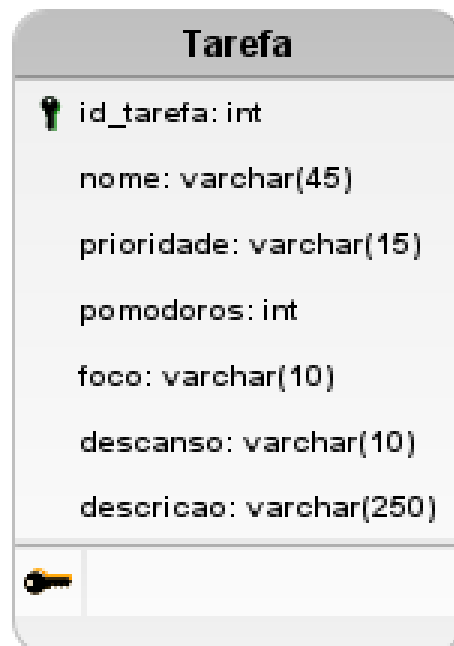 Tarefa
id_tarefa: int
nome: varchar(45)
prioridade: varchar(15)
pomodoros: int
foco: varchar(10)
descanso: varchar(10)
descricao: varchar(250)